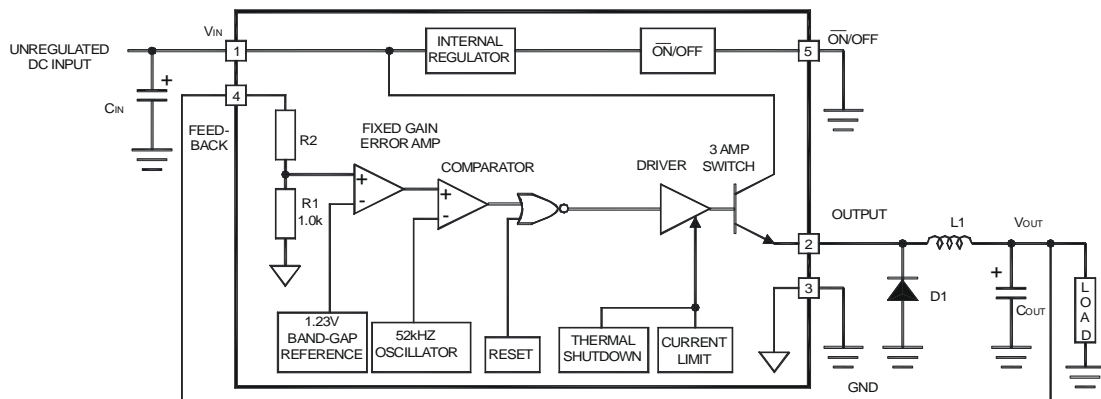 UNREGULATED
DC INPUT
VIN
1
INTERNAL
REGULATOR
ON/OFF
5
ON/OFF
+
CIN
4
FEED-
BACK
R2
FIXED GAIN
ERROR AMP
+
-
COMPARATOR
+
-
DRIVER
3 AMP
SWITCH
R1
1.0k
OUTPUT
2
L1
VOUT
3
D1
+
COUT
LOAD
1.23V
BAND-GAP
REFERENCE
52kHZ
OSCILLATOR
RESET
THERMAL
SHUTDOWN
CURRENT
LIMIT
GND